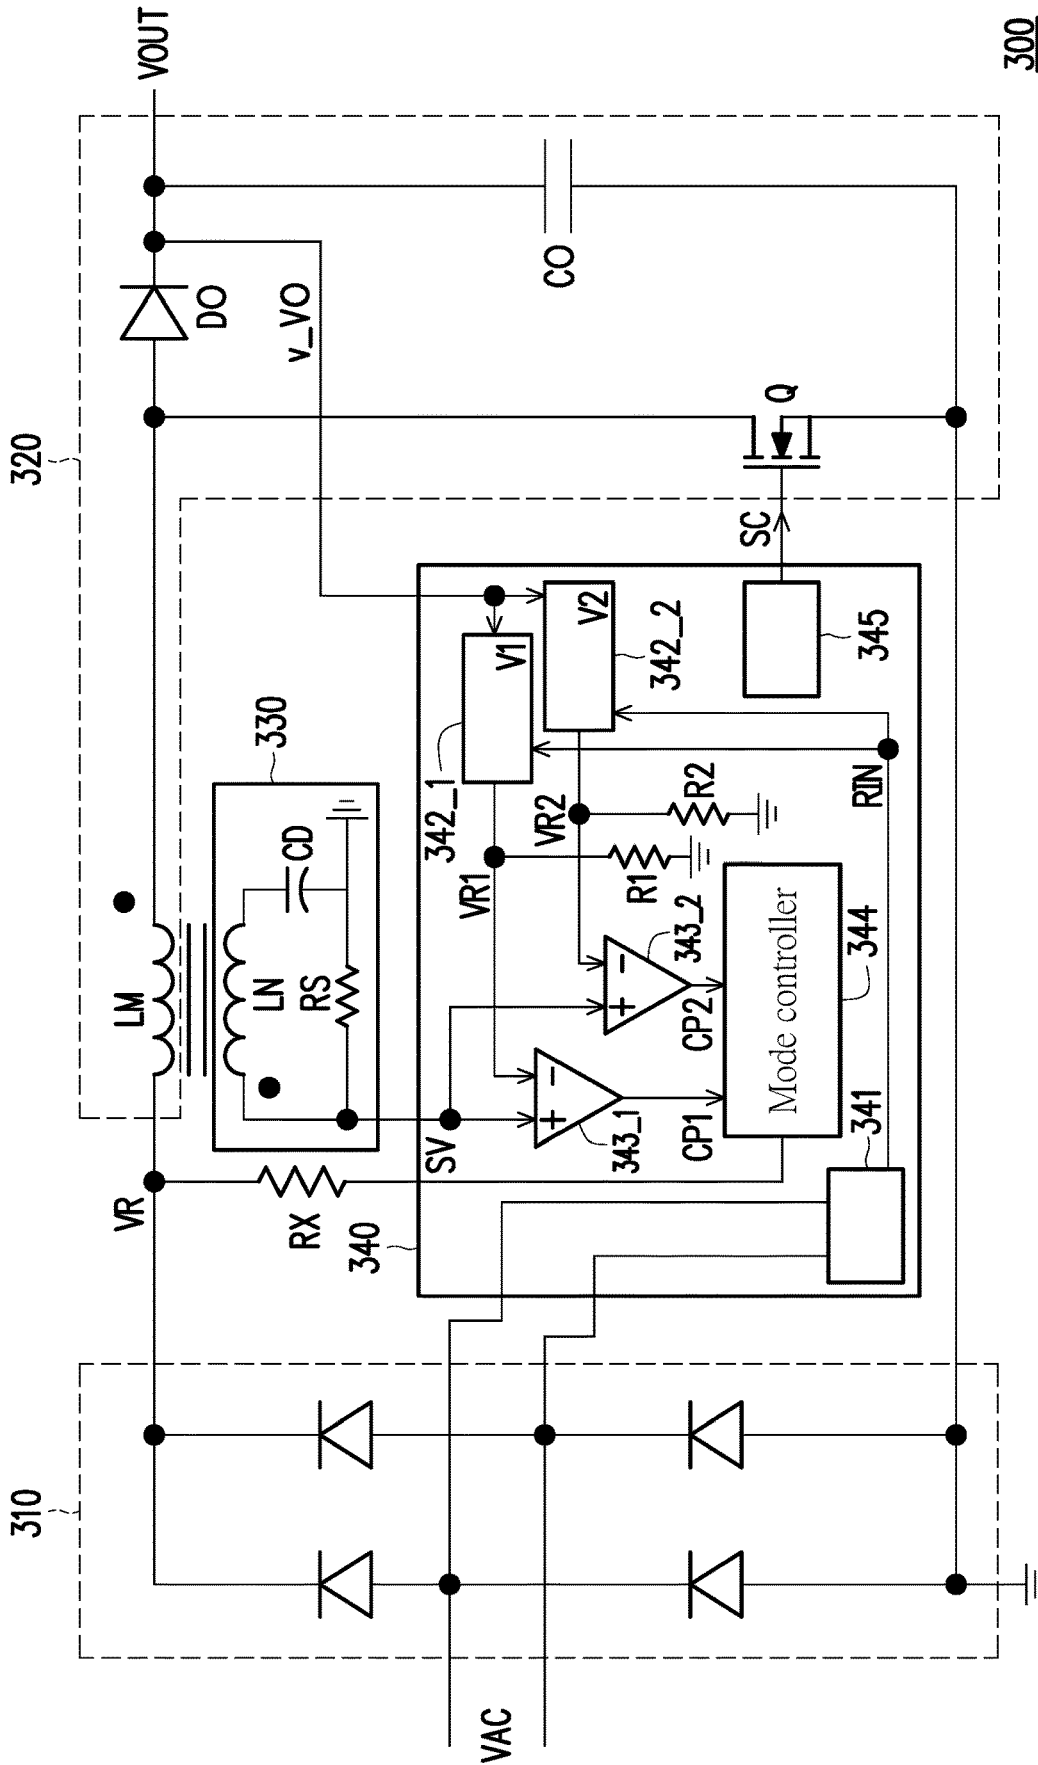 300
320
VOUT
DO
v_VO
CO
Q
SC
LM
330
LN
CD
RS
VR
RX
340
SV
342_1
V1
V2
342_2
345
VR1
VR2
R1
R2
RIN
343_1
343_2
CP1
CP2
Mode controller
344
341
310
VAC